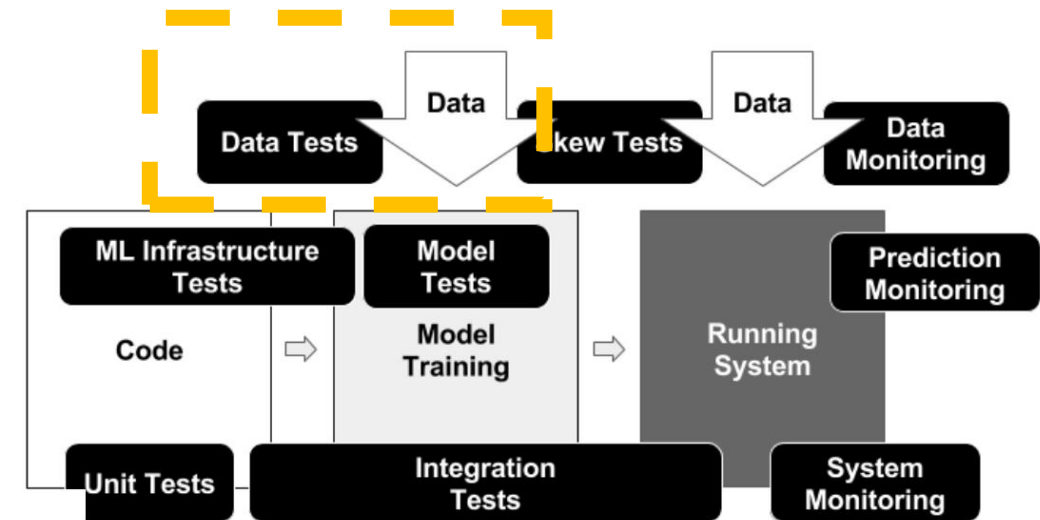 Data
Data
Data Tests
kew Tests
Data
Monitoring
ML Infrastructure
Tests
Model
Tests
Prediction
Monitoring
Code
Model
Training
Running
System
Unit Tests
Integration
Tests
System
Monitoring